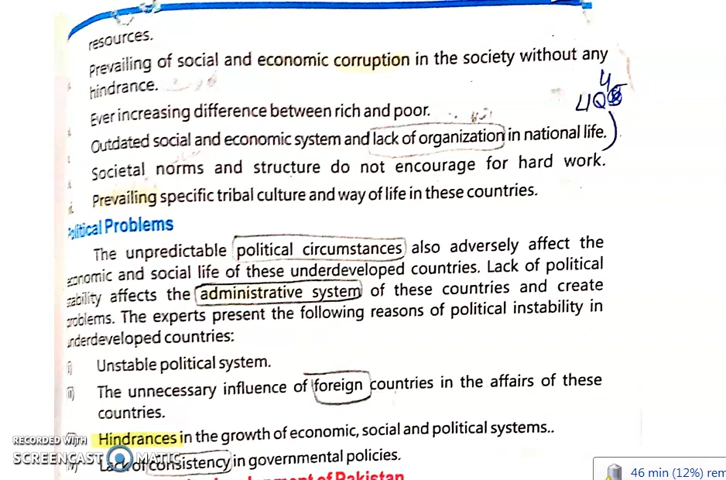 resources.
Prevailing of social and economic corruption in the society without any
hindrance.
Ever increasing difference between rich and poor.
Outdated social and economic system and lack of organization in national life.
Societal norms and structure do not encourage for hard work.
Prevailing specific tribal culture and way of life in these countries.
Political Problems
The unpredictable political circumstances also adversely affect the
economic and social life of these underdeveloped countries. Lack of political
stability affects the administrative system of these countries and create
problems. The experts present the following reasons of political instability in
underdeveloped countries:
i) Unstable political system.
ii) The unnecessary influence of foreign countries in the affairs of these
countries.
Hindrances in the growth of economic, social and political systems..
RECORDED WITH
SCREENCAST MATIC
Lack of consistency in governmental policies.
development of Pakistan
46 min (12%) rem